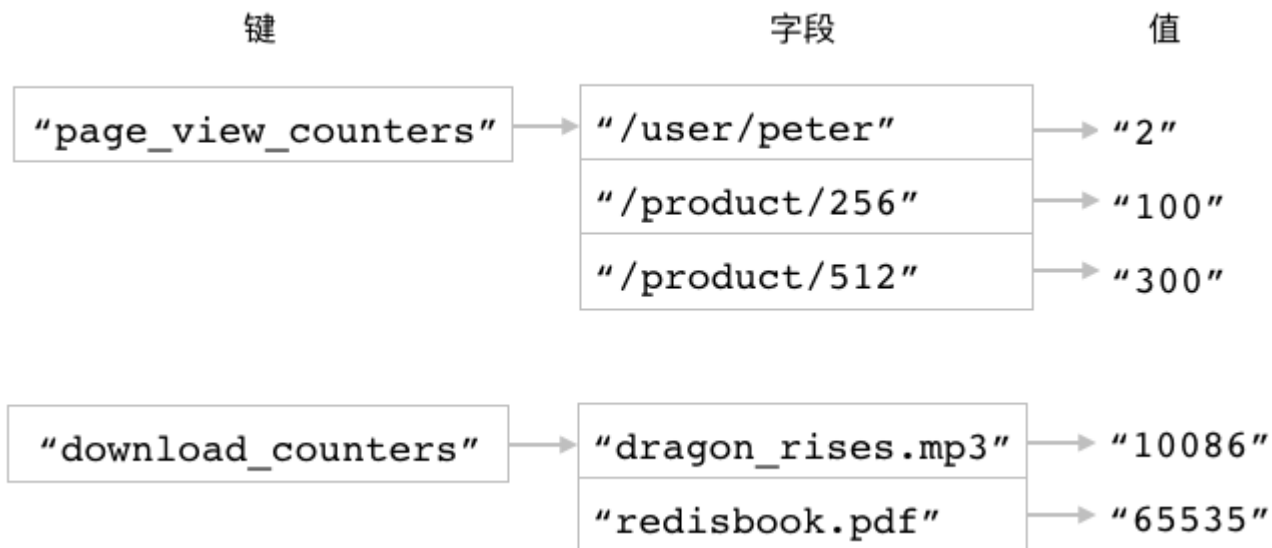 键 字段 值
“page_view_counters” “/user/peter” “2”
“/product/256” “100”
“/product/512” “300”
“download_counters” “dragon_rises.mp3” “10086”
“redisbook.pdf” “65535”